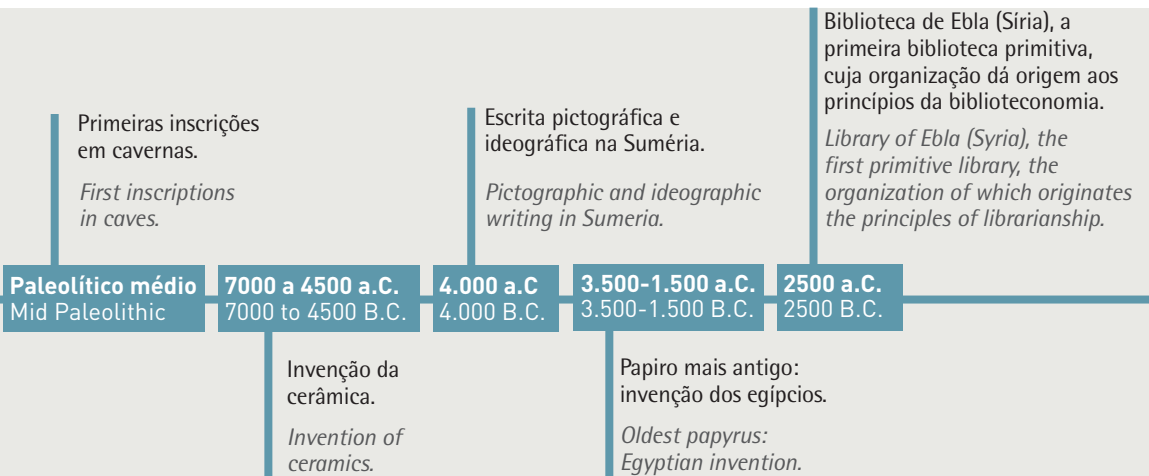 Biblioteca de Ebla (Síria), a
primeira biblioteca primitiva,
cuja organização dá origem aos
princípios da biblioteconomia.
Library of Ebla (Syria), the
first primitive library, the
organization of which originates
the principles of librarianship.
Primeiras inscrições
em cavernas.
First inscriptions
in caves.
Escrita pictográfica e
ideográfica na Suméria.
Pictographic and ideographic
writing in Sumeria.
Paleolítico médio
Mid Paleolithic
7000 a 4500 a.C.
7000 to 4500 B.C.
4.000 a.C
4.000 B.C.
3.500-1.500 a.C.
3.500-1.500 B.C.
2500 a.C.
2500 B.C.
Invenção da
cerâmica.
Invention of
ceramics.
Papiro mais antigo:
invenção dos egípcios.
Oldest papyrus:
Egyptian invention.